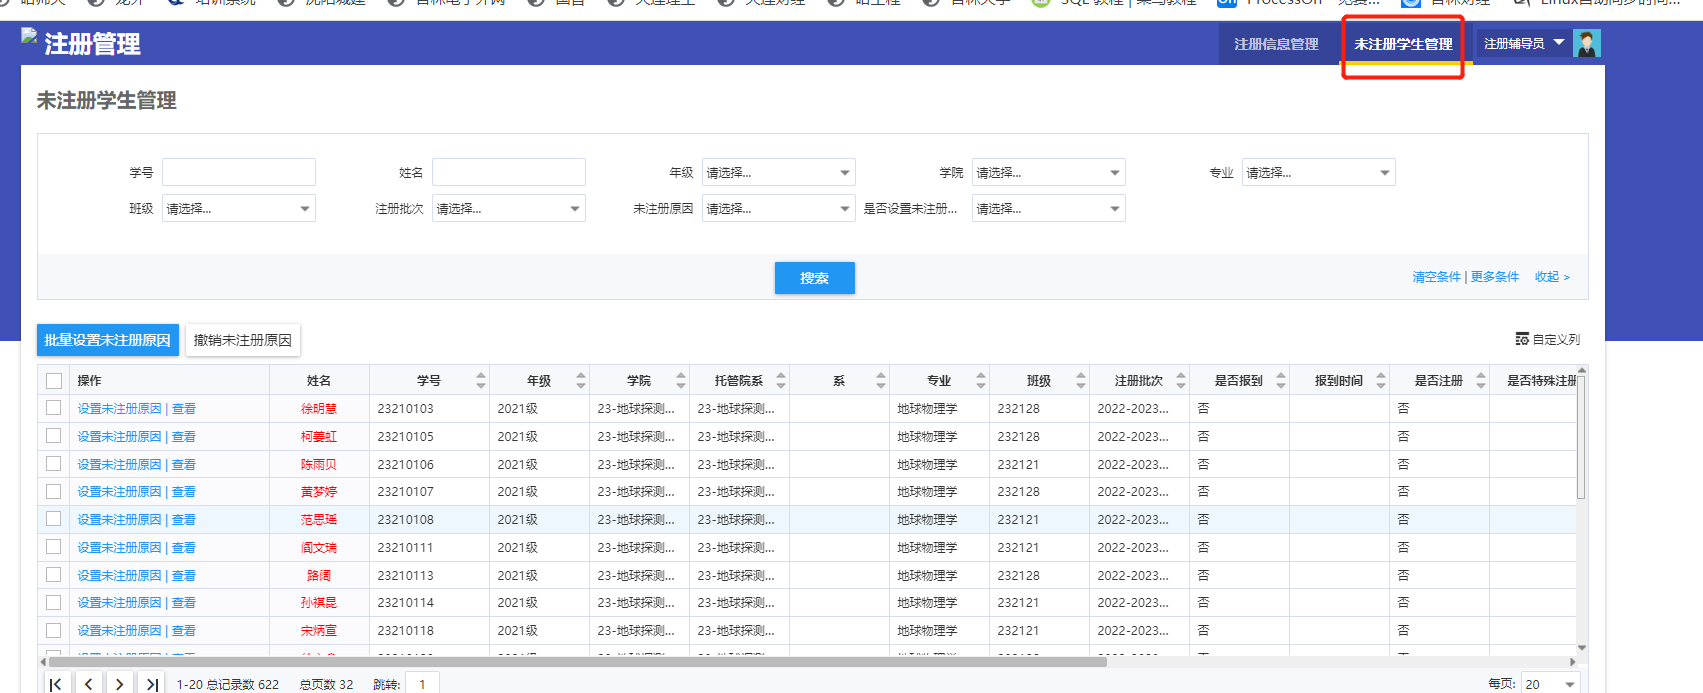 注册管理
注册信息管理 未注册学生管理 注册辅导员
未注册学生管理
学号 姓名 年级 请选择... 学院 请选择... 专业 请选择...
班级 请选择... 注册批次 请选择... 未注册原因 请选择... 是否设置未注册... 请选择...
搜索 清空条件 | 更多条件 收起 >
批量设置未注册原因 撤销未注册原因 自定义列
操作 姓名 学号 年级 学院 托管院系 系 专业 班级 注册批次 是否报到 报到时间 是否注册 是否特殊注册
设置未注册原因 | 查看 徐明慧 23210103 2021级 23-地球探测... 23-地球探测... 地球物理学 232128 2022-2023... 否 否
设置未注册原因 | 查看 柯姜虹 23210105 2021级 23-地球探测... 23-地球探测... 地球物理学 232128 2022-2023... 否 否
设置未注册原因 | 查看 陈雨贝 23210106 2021级 23-地球探测... 23-地球探测... 地球物理学 232121 2022-2023... 否 否
设置未注册原因 | 查看 黄梦婷 23210107 2021级 23-地球探测... 23-地球探测... 地球物理学 232128 2022-2023... 否 否
设置未注册原因 | 查看 范思瑶 23210108 2021级 23-地球探测... 23-地球探测... 地球物理学 232121 2022-2023... 否 否
设置未注册原因 | 查看 阎文瑞 23210111 2021级 23-地球探测... 23-地球探测... 地球物理学 232121 2022-2023... 否 否
设置未注册原因 | 查看 路阔 23210113 2021级 23-地球探测... 23-地球探测... 地球物理学 232128 2022-2023... 否 否
设置未注册原因 | 查看 孙祺昆 23210114 2021级 23-地球探测... 23-地球探测... 地球物理学 232121 2022-2023... 否 否
设置未注册原因 | 查看 宋炳宣 23210118 2021级 23-地球探测... 23-地球探测... 地球物理学 232121 2022-2023... 否 否
1-20 总记录数 622 总页数 32 跳转: 1 每页: 20